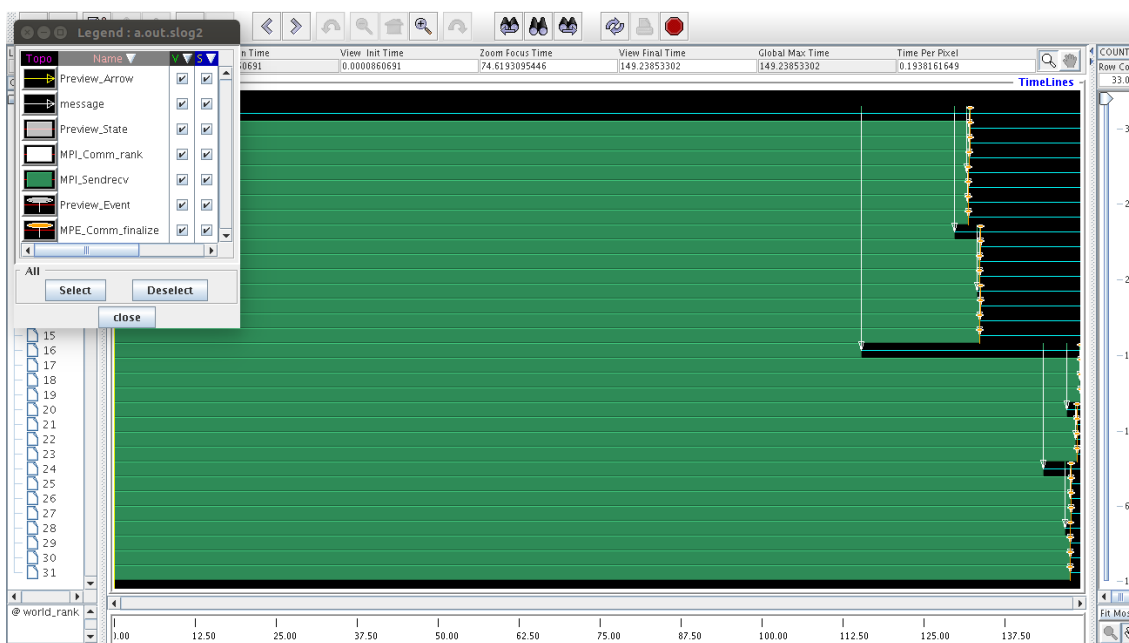 Legend : a.out.slog2
Topo Name V S
Preview_Arrow
message
Preview_State
MPI_Comm_rank
MPI_Sendrecv
Preview_Event
MPE_Comm_finalize
All
Select Deselect
close
n Time View Init Time Zoom Focus Time View Final Time Global Max Time Time Per Pixel
60691 0.0000860691 74.6193095446 149.23853302 149.23853302 0.1938161649
TimeLines
COUNT
Row Co
33.0
15
16
17
18
19
20
21
22
23
24
25
26
27
28
29
30
31
@ world_rank
Fit Mos
0.00 12.50 25.00 37.50 50.00 62.50 75.00 87.50 100.00 112.50 125.00 137.50